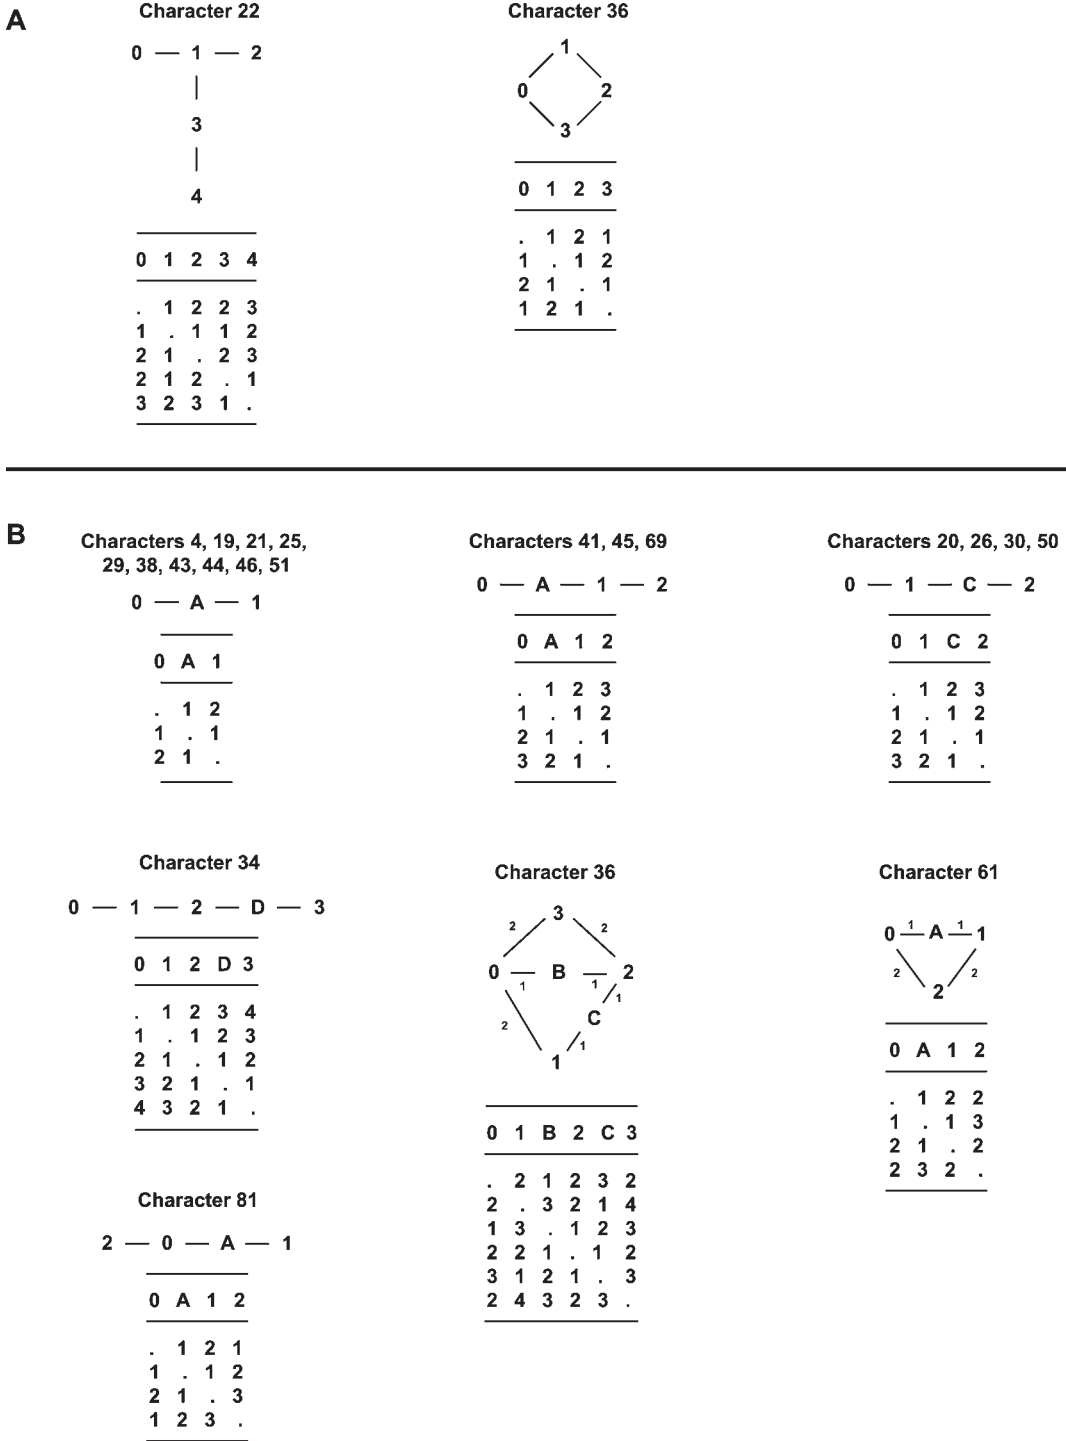 A
Character 22
0 — 1 — 2
3
4
0 1 2 3 4
. 1 2 2 3
1 . 1 1 2
2 1 . 2 3
2 1 2 . 1
3 2 3 1 .
Character 36
1
0 2
3
0 1 2 3
. 1 2 1
1 . 1 2
2 1 . 1
1 2 1 .
B
Characters 4, 19, 21, 25,
29, 38, 43, 44, 46, 51
0 — A — 1
0 A 1
. 1 2
1 . 1
2 1 .
Characters 41, 45, 69
0 — A — 1 — 2
0 A 1 2
. 1 2 3
1 . 1 2
2 1 . 1
3 2 1 .
Characters 20, 26, 30, 50
0 — 1 — C — 2
0 1 C 2
. 1 2 3
1 . 1 2
2 1 . 1
3 2 1 .
Character 34
0 — 1 — 2 — D — 3
0 1 2 D 3
. 1 2 3 4
1 . 1 2 3
2 1 . 1 2
3 2 1 . 1
4 3 2 1 .
Character 36
3
2 2
0 — B — 2
1 1
1
C
2
1
1
0 1 B 2 C 3
. 2 1 2 3 2
2 . 3 2 1 4
1 3 . 1 2 3
2 2 1 . 1 2
3 1 2 1 . 3
2 4 3 2 3 .
Character 61
1 1
0 — A — 1
2 2
2
0 A 1 2
. 1 2 2
1 . 1 3
2 1 . 2
2 3 2 .
Character 81
2 — 0 — A — 1
0 A 1 2
. 1 2 1
1 . 1 2
2 1 . 3
1 2 3 .